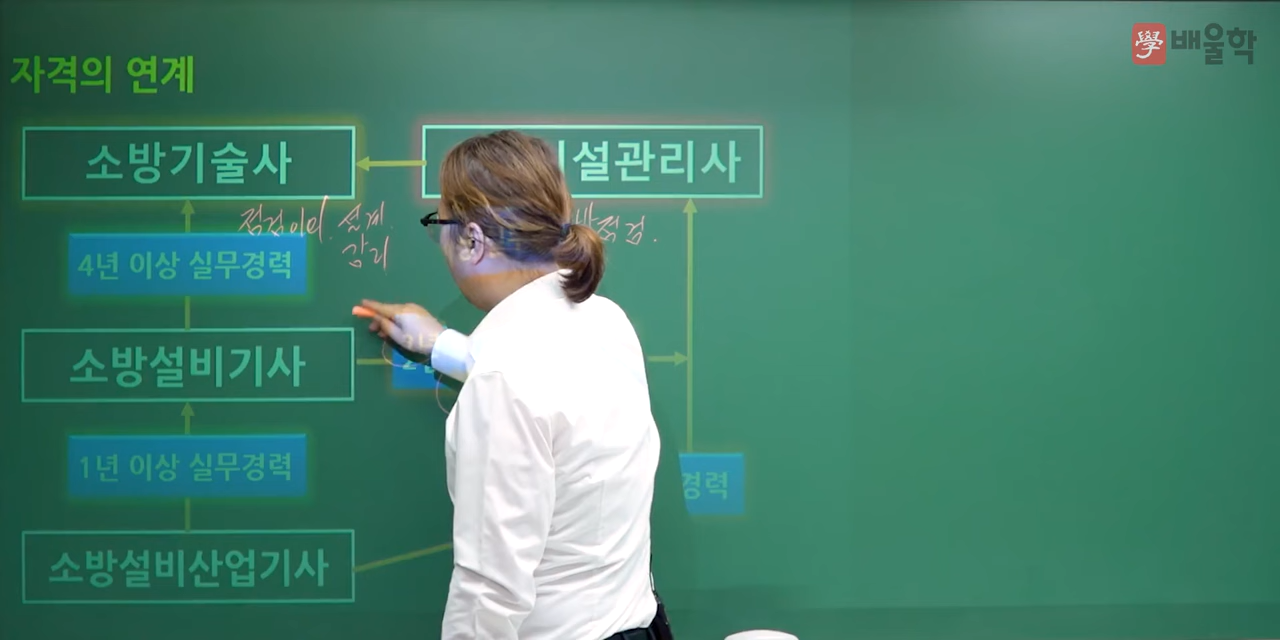 學 배울학
자격의 연계
소방기술사
설관리사
점검이외. 설계.
감리
점검.
4년 이상 실무경력
소방설비기사
1년 이상 실무경력
경력
소방설비산업기사